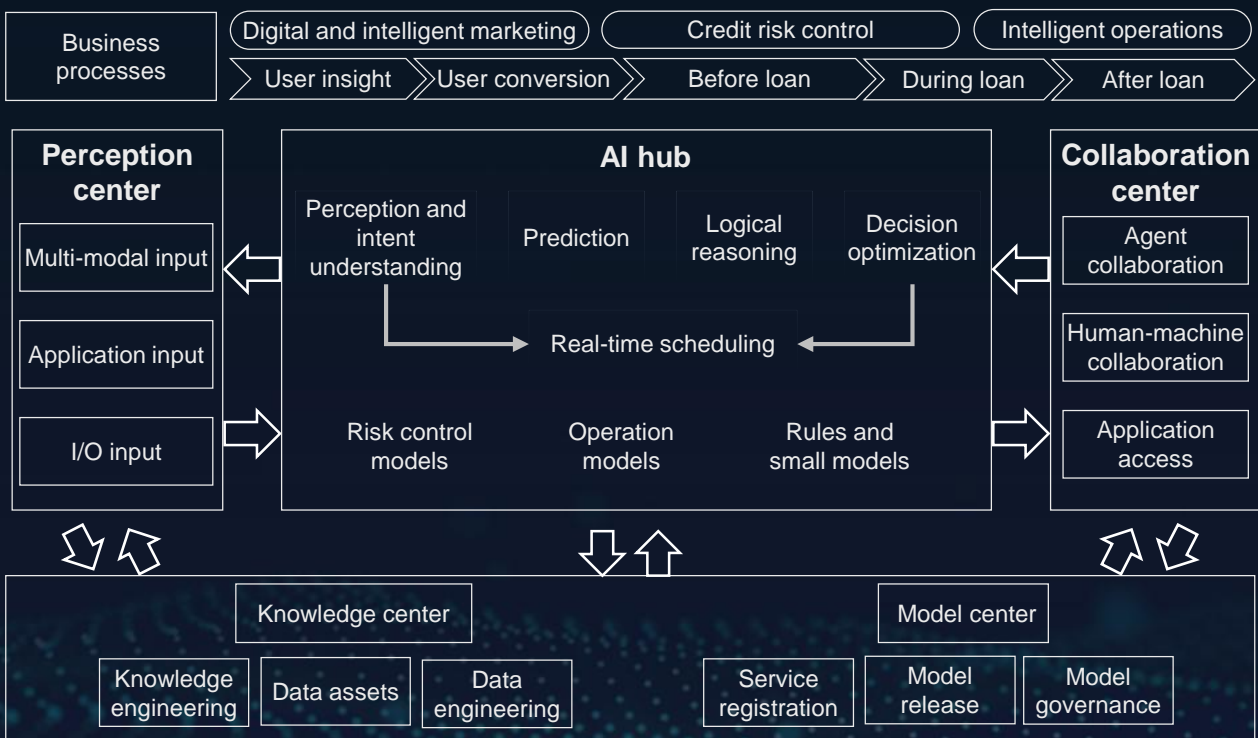 Business
processes
Digital and intelligent marketing
Credit risk control
Intelligent operations
User insight
User conversion
Before loan
During loan
After loan
Perception
center
Multi-modal input
Application input
I/O input
AI hub
Perception and
intent
understanding
Prediction
Logical
reasoning
Decision
optimization
Real-time scheduling
Risk control
models
Operation
models
Rules and
small models
Collaboration
center
Agent
collaboration
Human-machine
collaboration
Application
access
Knowledge center
Knowledge
engineering
Data assets
Data
engineering
Model center
Service
registration
Model
release
Model
governance